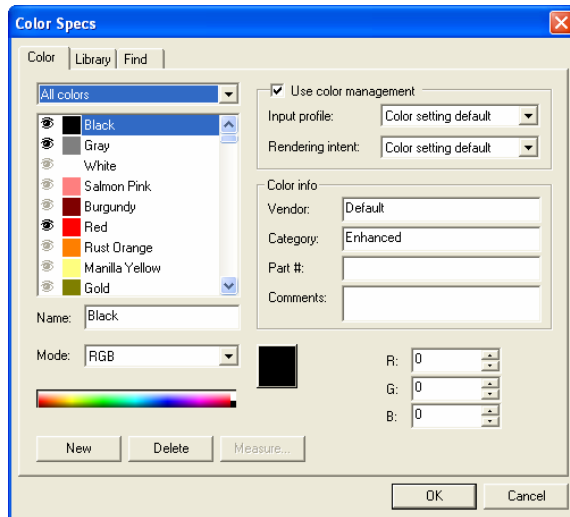 Color Specs
Color
Library
Find
All colors
Black
Gray
White
Salmon Pink
Burgundy
Red
Rust Orange
Manilla Yellow
Gold
Name: Black
Mode: RGB
New
Delete
Measure...
Use color management
Input profile: Color setting default
Rendering intent: Color setting default
Color info
Vendor: Default
Category: Enhanced
Part #:
Comments:
R: 0
G: 0
B: 0
OK
Cancel